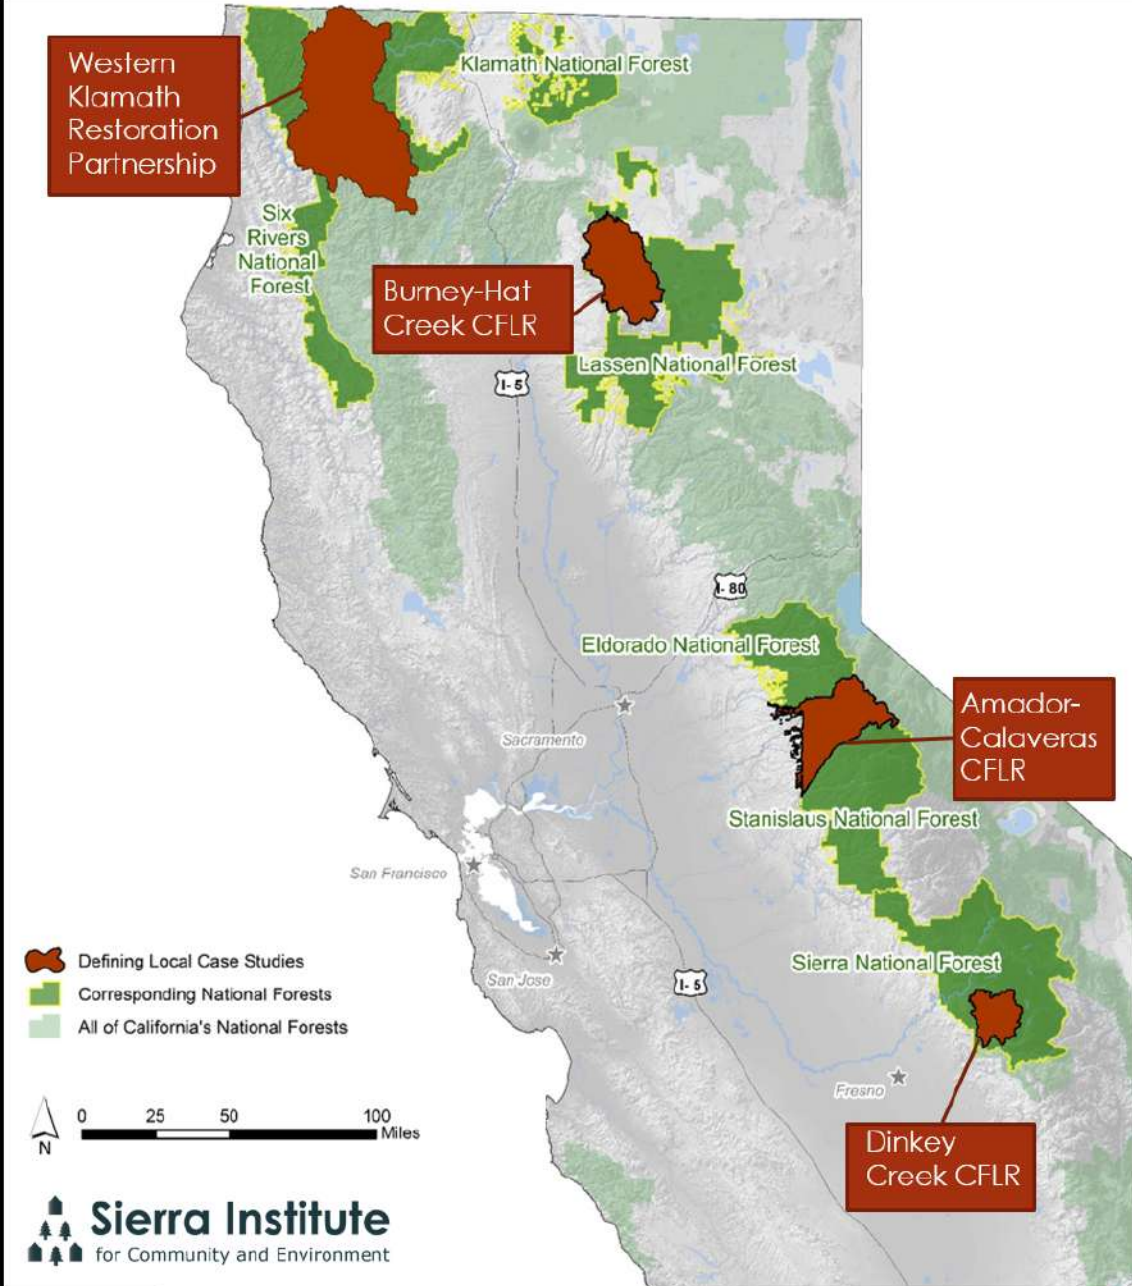 Western
Klamath
Restoration
Partnership
Klamath National Forest
Six
Rivers
National
Forest
Burney-Hat
Creek CFLR
Lassen National Forest
I-5
I-80
Eldorado National Forest
Amador-
Calaveras
CFLR
Sacramento
Stanislaus National Forest
San Francisco
Sierra National Forest
San Jose
I-5
Fresno
Dinkey
Creek CFLR
Defining Local Case Studies
Corresponding National Forests
All of California's National Forests
N
0 25 50 100
Miles
Sierra Institute
for Community and Environment